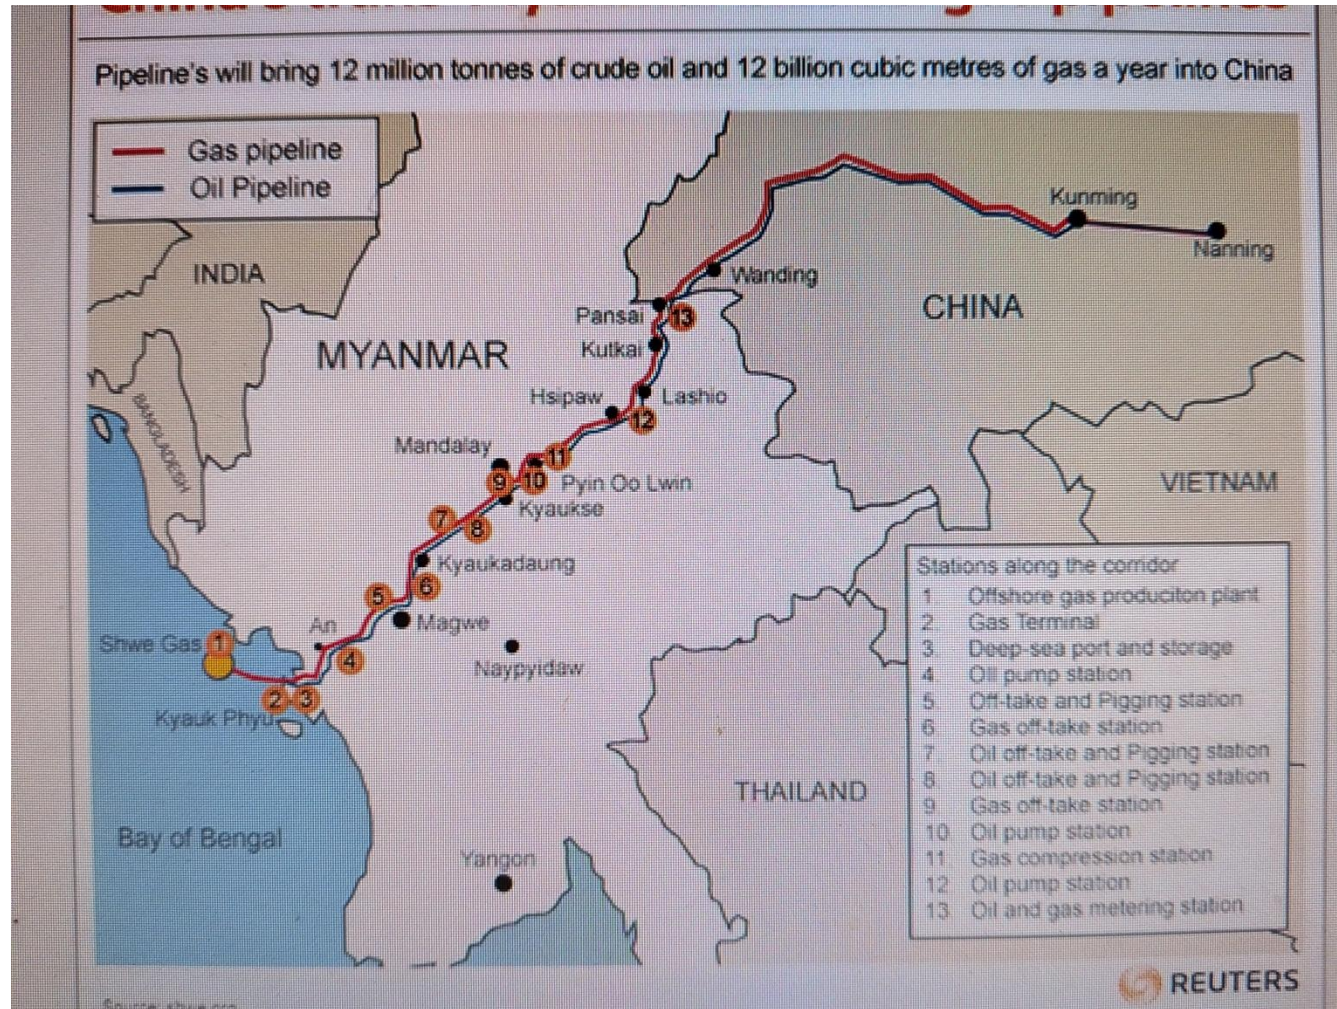 Pipeline's will bring 12 million tonnes of crude oil and 12 billion cubic metres of gas a year into China
Gas pipeline
Oil Pipeline
Kunming
Nanning
INDIA
Wanding
CHINA
Pansai
13
MYANMAR
Kutkai
Hsipaw
Lashio
12
BANGLADESH
Mandalay
11
9
10
Pyin Oo Lwin
VIETNAM
Kyaukse
7
8
Kyaukadaung
6
5
Magwe
An
Shwe Gas
1
4
Naypyidaw
2
3
Kyauk Phyu
THAILAND
Bay of Bengal
Yangon
Stations along the corridor
1 Offshore gas produciton plant
2. Gas Terminal
3. Deep-sea port and storage
4. Oil pump station
5. Off-take and Pigging station
6. Gas off-take station
7. Oil off-take and Pigging station
8. Oil off-take and Pigging station
9. Gas off-take station
10. Oil pump station
11. Gas compression station
12. Oil pump station
13. Oil and gas metering station
REUTERS